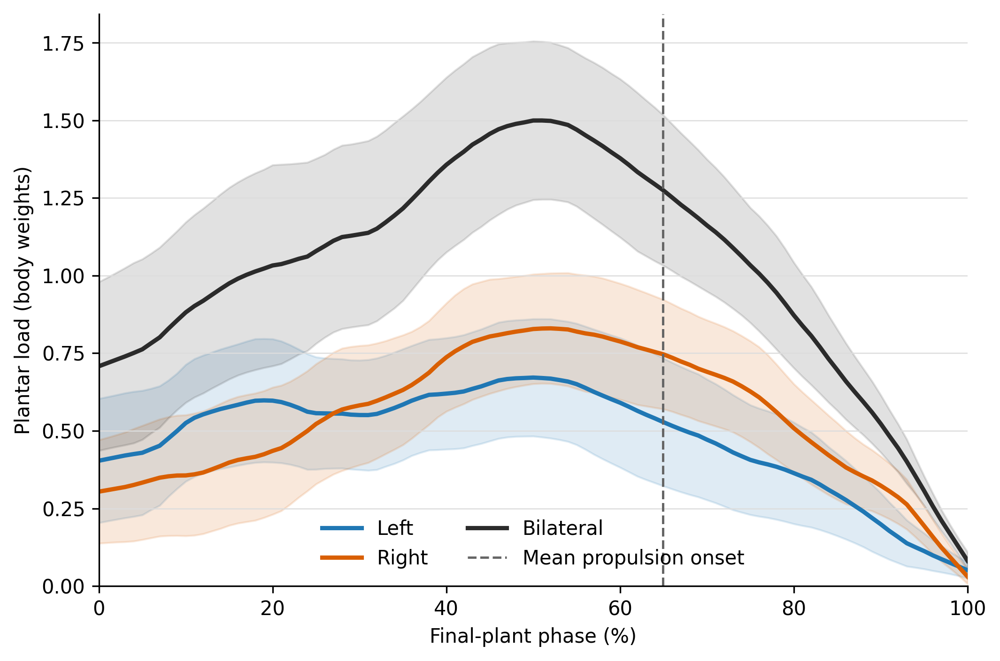 1.75
1.50
1.25
1.00
0.75
0.50
0.25
0.00
Plantar load (body weights)
Left
Bilateral
Right
Mean propulsion onset
0 20 40 60 80 100
Final-plant phase (%)